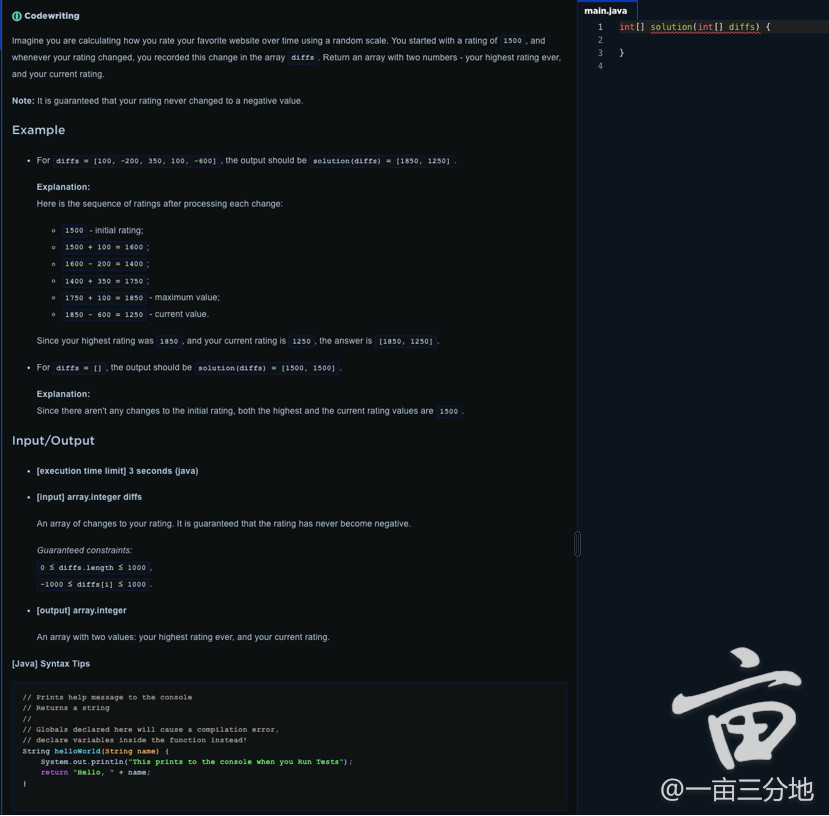 Codewriting
Imagine you are calculating how you rate your favorite website over time using a random scale. You started with a rating of 1500, and
whenever your rating changed, you recorded this change in the array diffs. Return an array with two numbers - your highest rating ever,
and your current rating.
Note: It is guaranteed that your rating never changed to a negative value.
Example
• For diffs = [100, -200, 350, 100, -600], the output should be solution(diffs) = [1850, 1250].
Explanation:
Here is the sequence of ratings after processing each change:
○ 1500 - initial rating;
○ 1500 + 100 = 1600;
○ 1600 - 200 = 1400;
○ 1400 + 350 = 1750;
○ 1750 + 100 = 1850 - maximum value;
○ 1850 - 600 = 1250 - current value.
Since your highest rating was 1850, and your current rating is 1250, the answer is [1850, 1250].
• For diffs = [], the output should be solution(diffs) = [1500, 1500].
Explanation:
Since there aren't any changes to the initial rating, both the highest and the current rating values are 1500.
Input/Output
• [execution time limit] 3 seconds (java)
• [input] array.integer diffs
An array of changes to your rating. It is guaranteed that the rating has never become negative.
Guaranteed constraints:
0 ≤ diffs.length ≤ 1000,
-1000 ≤ diffs[i] ≤ 1000.
• [output] array.integer
An array with two values: your highest rating ever, and your current rating.
[Java] Syntax Tips
// Prints help message to the console
// Returns a string
//
// Globals declared here will cause a compilation error,
// declare variables inside the function instead!
String helloWorld(String name) {
    System.out.println("This prints to the console when you Run Tests");
    return "Hello, " + name;
}
main.java
1 int[] solution(int[] diffs) {
2
3 }
4
亩
@一亩三分地